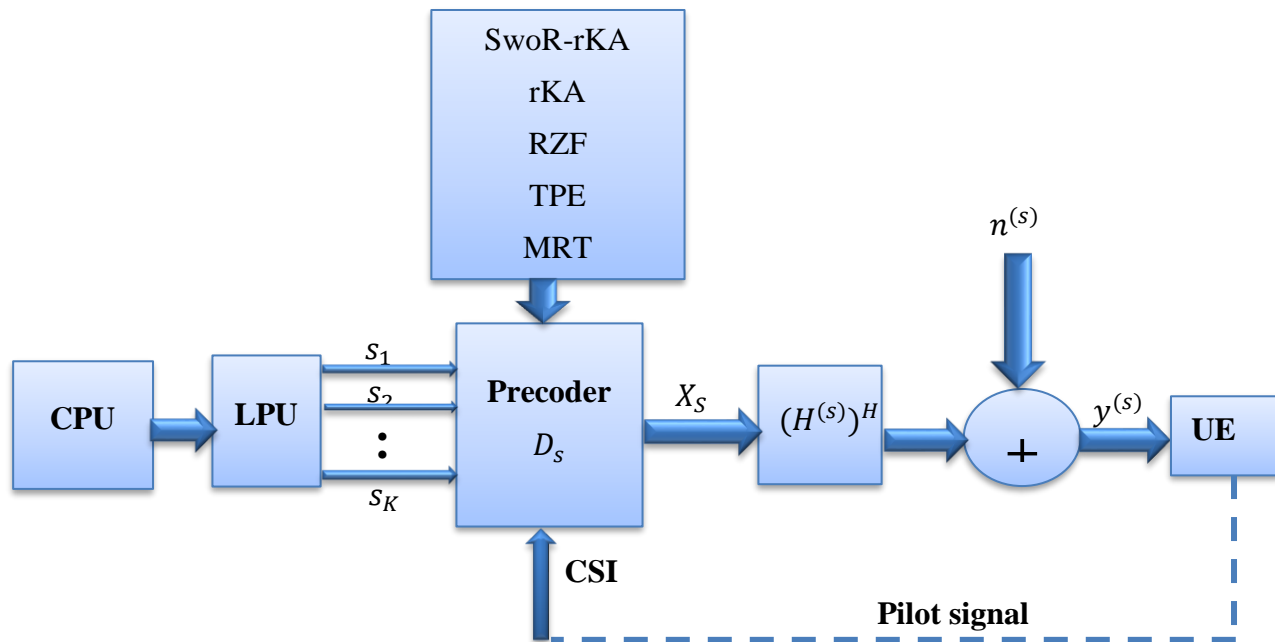 SwoR-rKA
rKA
RZF
TPE
MRT
n^{(s)}
CPU
LPU
s_1
s_2
⋮
s_K
Precoder
D_s
X_S
(H^{(s)})^H
+
y^{(s)}
UE
CSI
Pilot signal